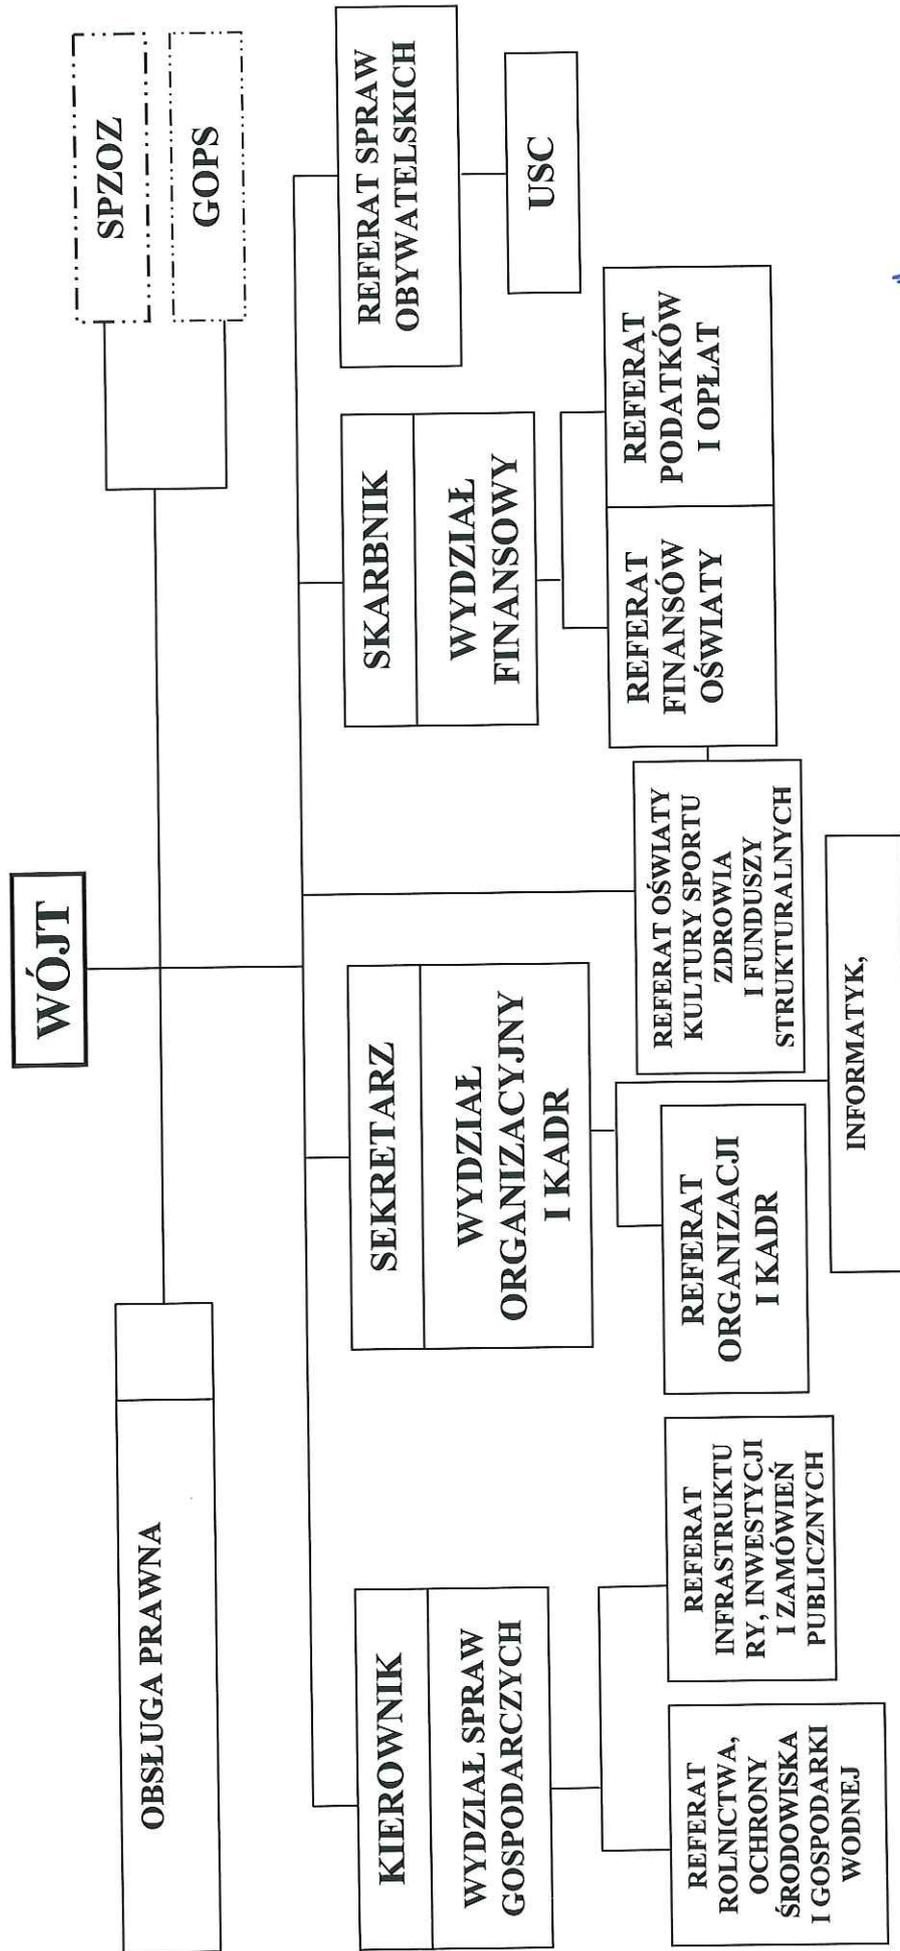 WÓJT
OBSŁUGA PRAWNA
SPZOZ
GOPS
KIEROWNIK
WYDZIAŁ SPRAW
GOSPODARCZYCH
SEKRETARZ
WYDZIAŁ
ORGANIZACYJNY
I KADR
SKARBNIK
WYDZIAŁ
FINANSOWY
REFERAT SPRAW
OBYWATELSKICH
USC
REFERAT
ROLNICTWA,
OCHRONY
ŚRODOWISKA
I GOSPODARKI
WODNEJ
REFERAT
INFRASTRUKTU
RY, INWESTYCJI
I ZAMÓWIEŃ
PUBLICZNYCH
REFERAT
ORGANIZACJI
I KADR
REFERAT OŚWIATY
KULTURY SPORTU
ZDROWIA
I FUNDUSZY
STRUKTURALNYCH
REFERAT
FINANSÓW
OŚWIATY
REFERAT
PODATKÓW
I OPŁAT
INFORMATYK,